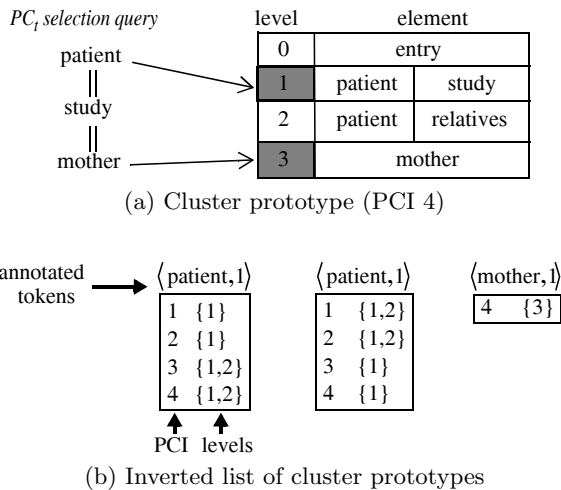 PCt selection query
level element
patient
study
mother
0 entry
1 patient study
2 patient relatives
3 mother
(a) Cluster prototype (PCI 4)
annotated
tokens
⟨patient,1⟩ ⟨patient,1⟩ ⟨mother,1⟩
1 {1} 1 {1,2} 4 {3}
2 {1} 2 {1,2}
3 {1,2} 3 {1}
4 {1,2} 4 {1}
PCI levels
(b) Inverted list of cluster prototypes